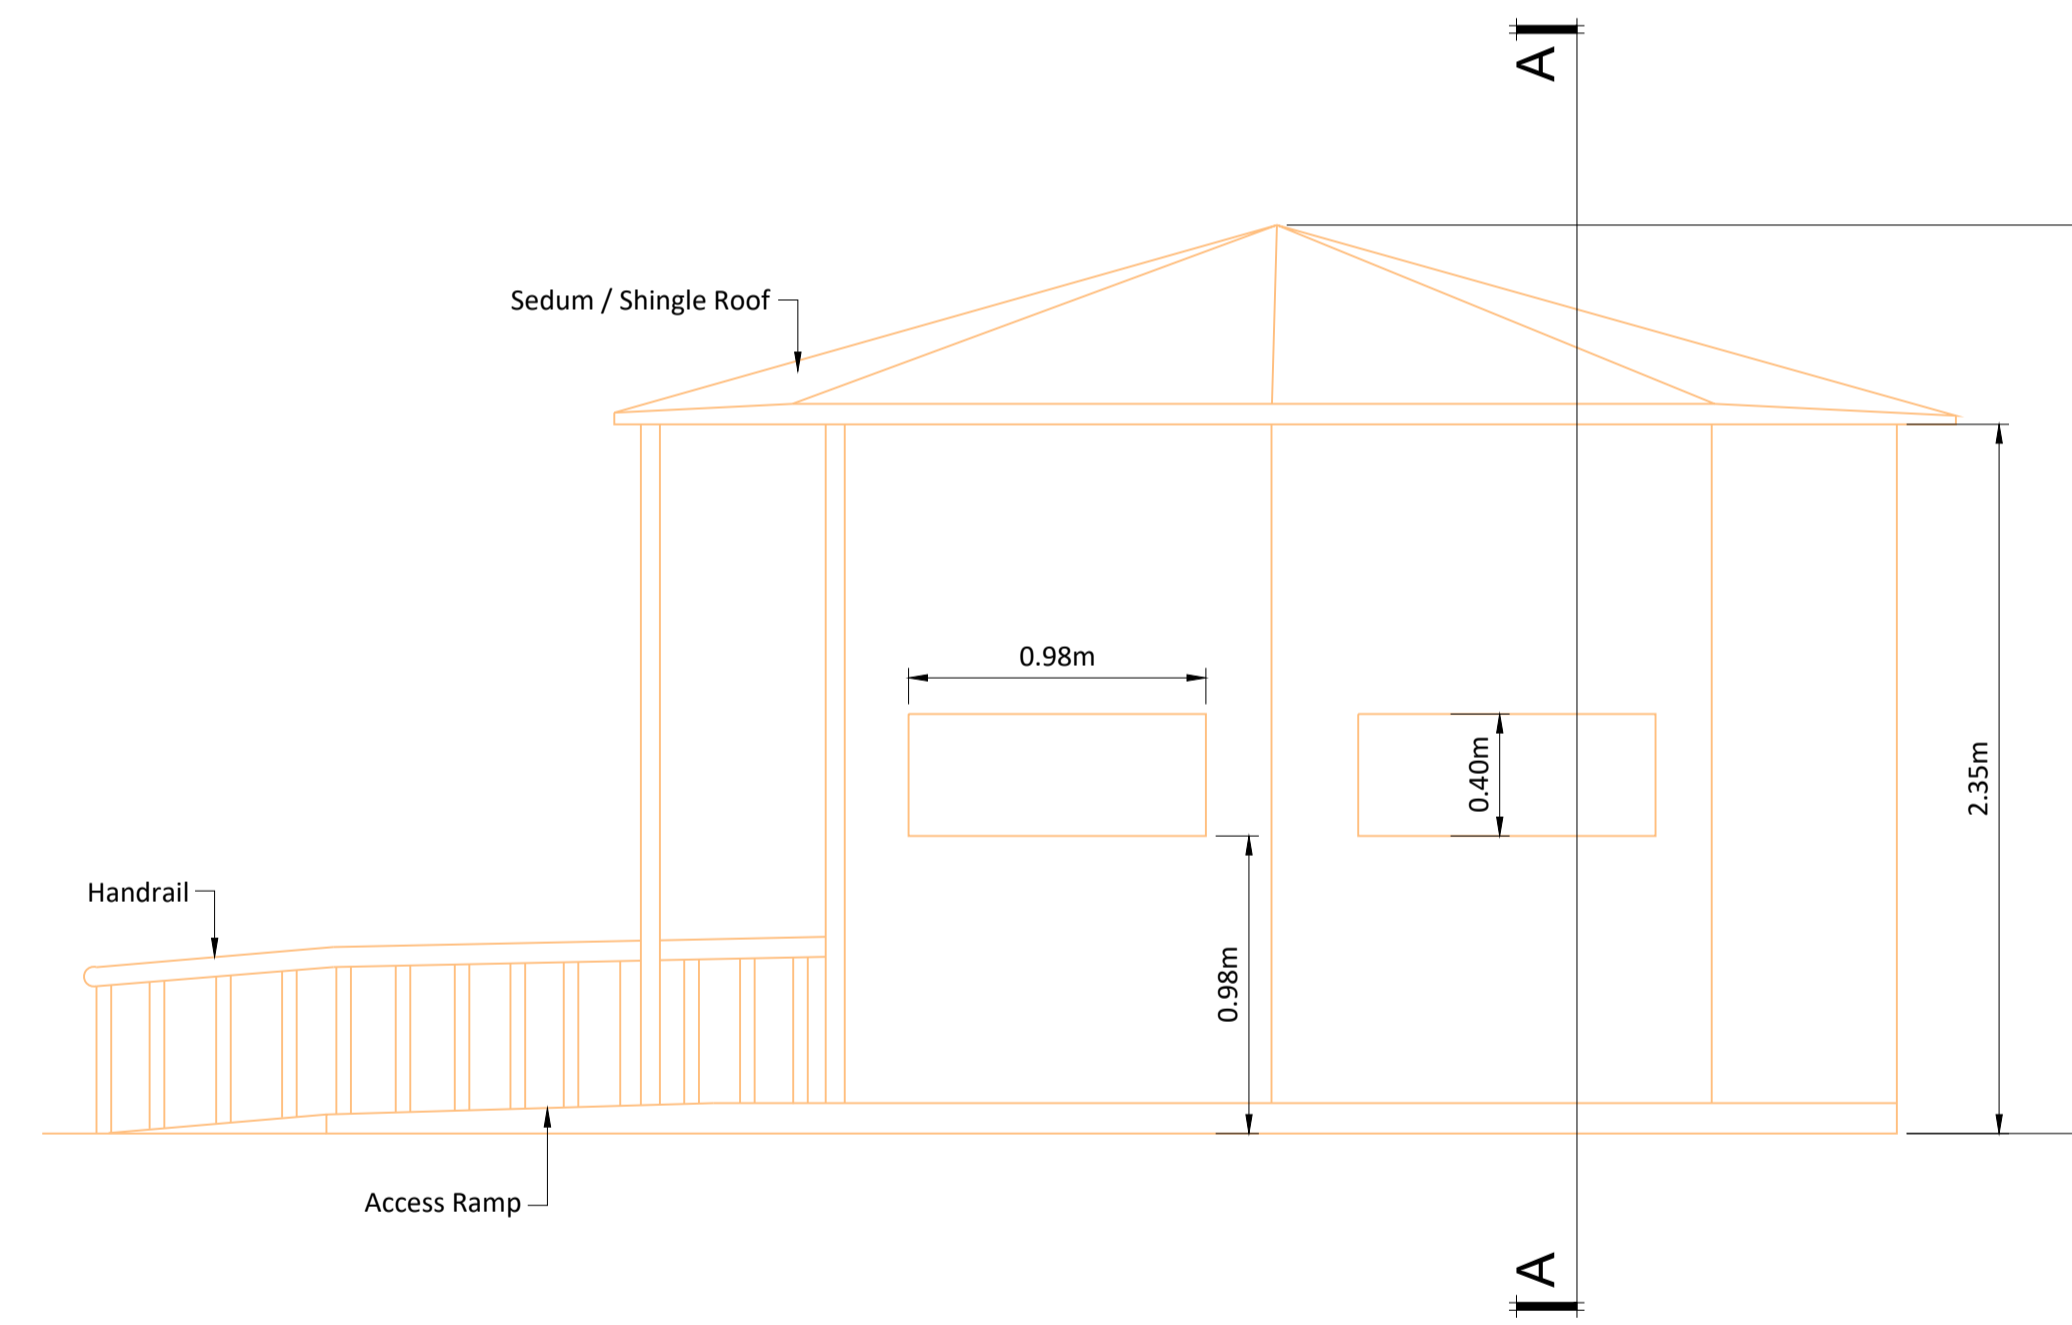 A
Sedum / Shingle Roof
0.98m
0.40m
2.35m
Handrail
0.98m
Access Ramp
A